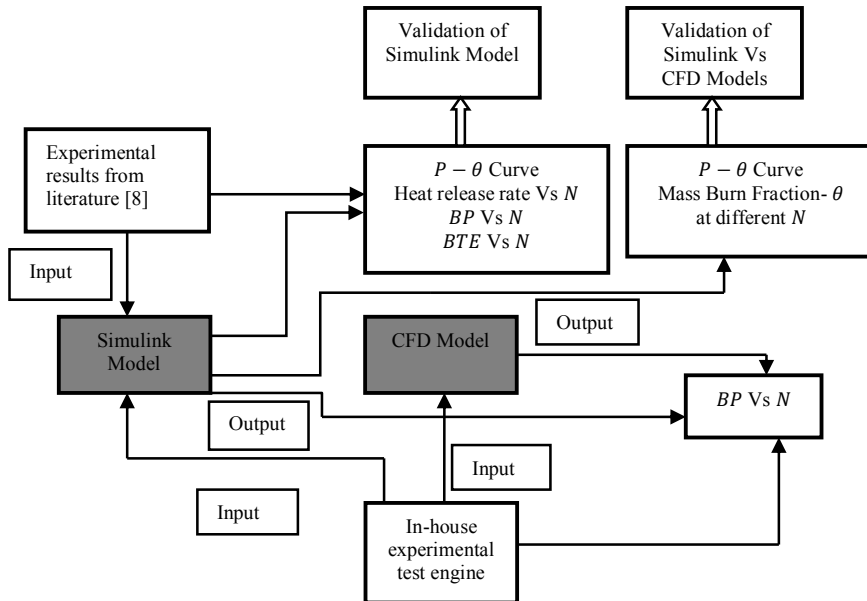 Validation of
Simulink Model
Validation of
Simulink Vs
CFD Models
Experimental
results from
literature [8]
P − θ Curve
Heat release rate Vs N
BP Vs N
BTE Vs N
P − θ Curve
Mass Burn Fraction- θ
at different N
Input
Simulink
Model
CFD Model
Output
BP Vs N
Output
Input
Input
In-house
experimental
test engine